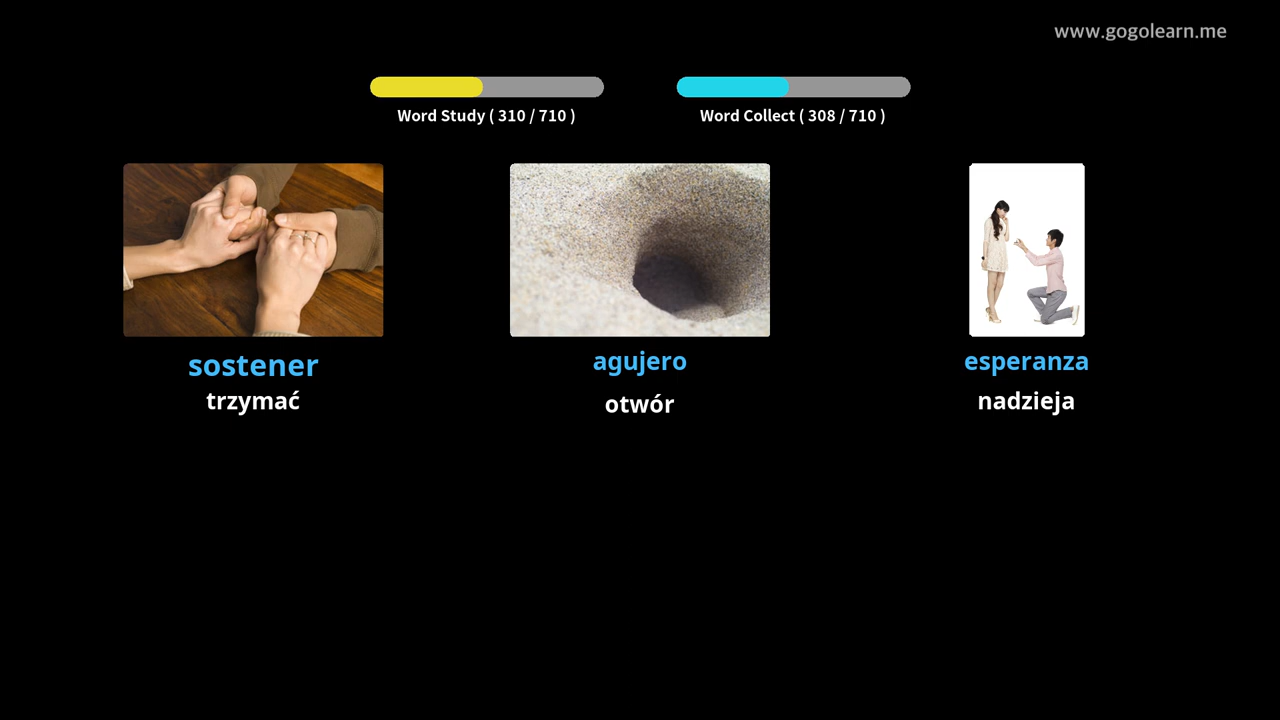 www.gogolearn.me
Word Study ( 310 / 710 )
Word Collect ( 308 / 710 )
sostener
trzymać
agujero
otwór
esperanza
nadzieja